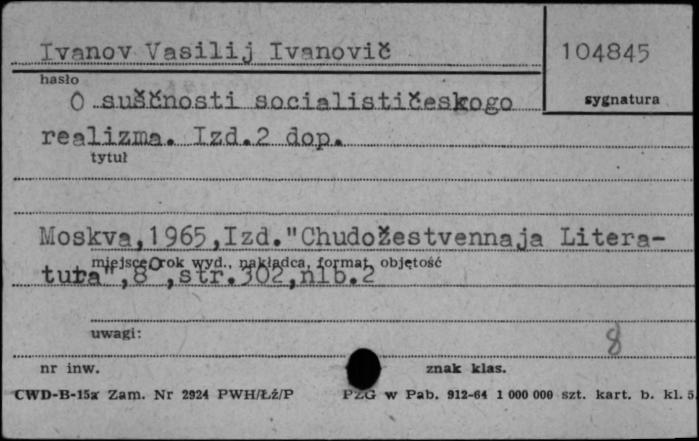 Ivanov Vasilij Ivanovič
104845
hasło
sygnatura
O suščnosti socialističeskogo
realizma. Izd.2 dop.
tytuł
Moskva,1965,Izd."Chudožestvennaja Litera-
miejsce, rok wyd., nakładca, format, objętość
tura",8°,str.302,nlb.2
uwagi:
8
nr inw.
znak klas.
CWD-B-15a Zam. Nr 2924 PWH/Łź/P
PZG w Pab. 912-64 1 000 000 szt. kart. b. kl. 5.